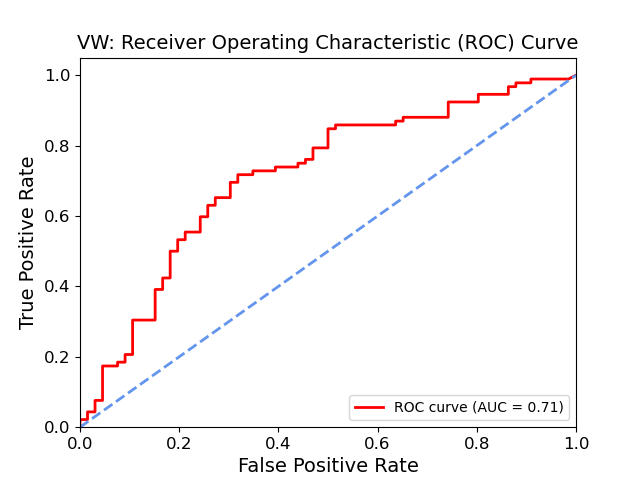 VW: Receiver Operating Characteristic (ROC) Curve
1.0
0.8
0.6
0.4
0.2
0.0
True Positive Rate
ROC curve (AUC = 0.71)
0.0 0.2 0.4 0.6 0.8 1.0
False Positive Rate